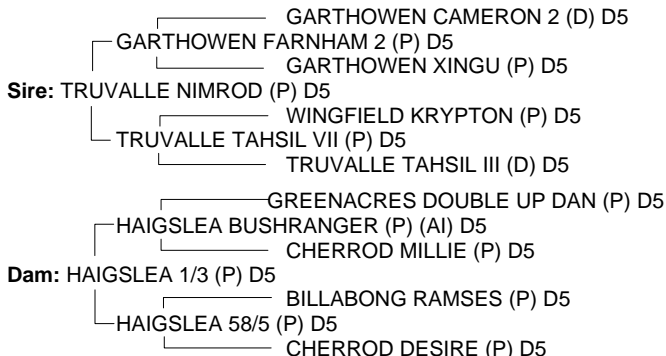 GARTHOWEN CAMERON 2 (D) D5
GARTHOWEN FARNHAM 2 (P) D5
GARTHOWEN XINGU (P) D5
Sire: TRUVALLE NIMROD (P) D5
WINGFIELD KRYPTON (P) D5
TRUVALLE TAHSIL VII (P) D5
TRUVALLE TAHSIL III (D) D5
GREENACRES DOUBLE UP DAN (P) D5
HAIGSLEA BUSHRANGER (P) (AI) D5
CHERROD MILLIE (P) D5
Dam: HAIGSLEA 1/3 (P) D5
BILLABONG RAMSES (P) D5
HAIGSLEA 58/5 (P) D5
CHERROD DESIRE (P) D5